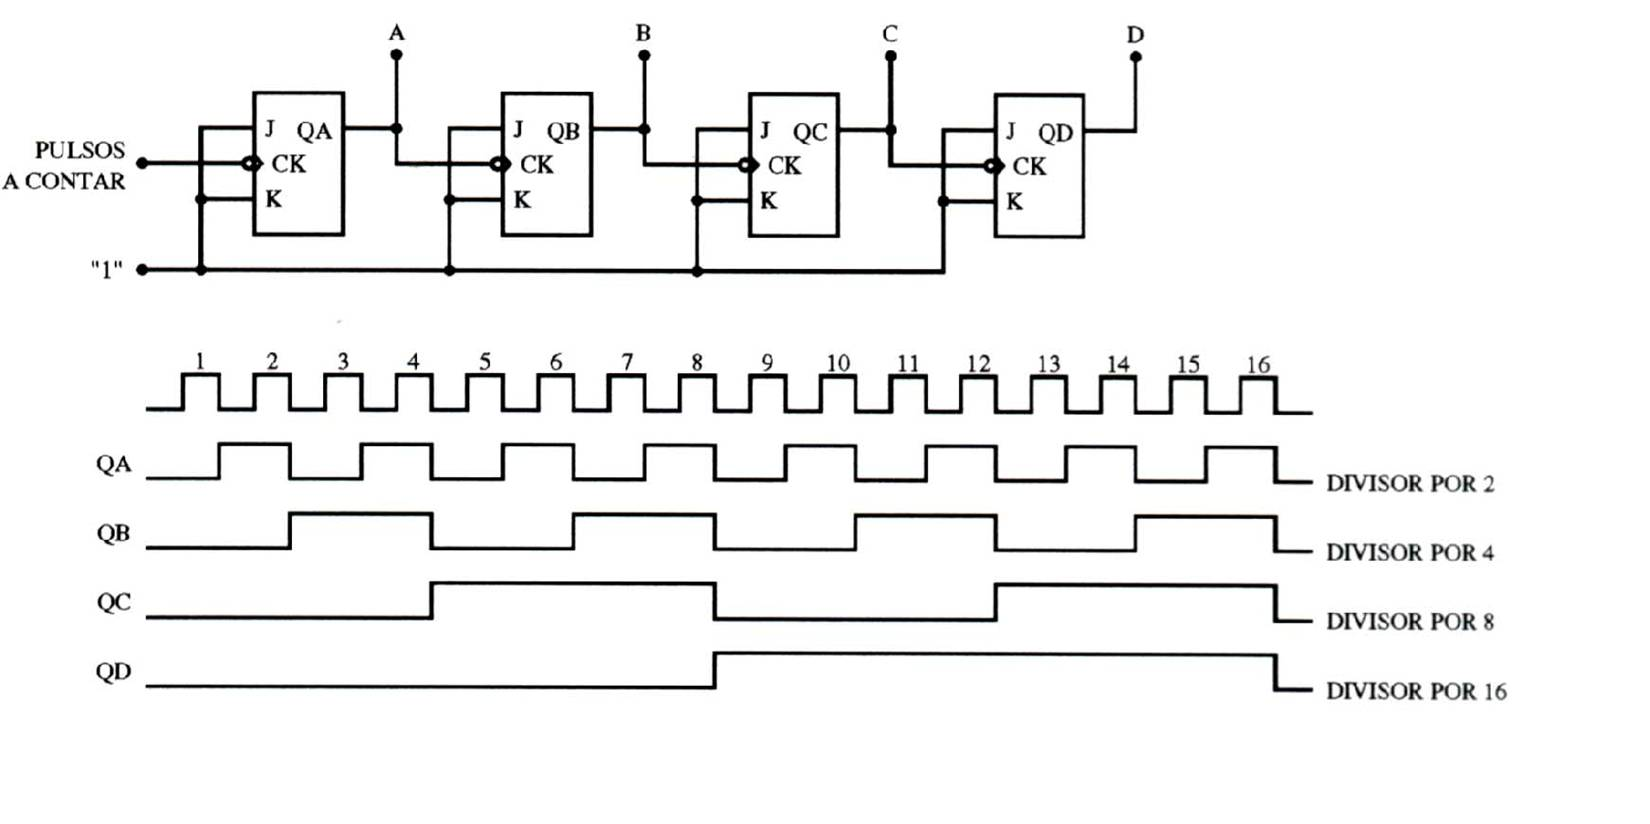 A B C D
J QA J QB J QC J QD
PULSOS
A CONTAR
CK CK CK CK
K K K K
"1"
1 2 3 4 5 6 7 8 9 10 11 12 13 14 15 16
QA DIVISOR POR 2
QB DIVISOR POR 4
QC DIVISOR POR 8
QD DIVISOR POR 16